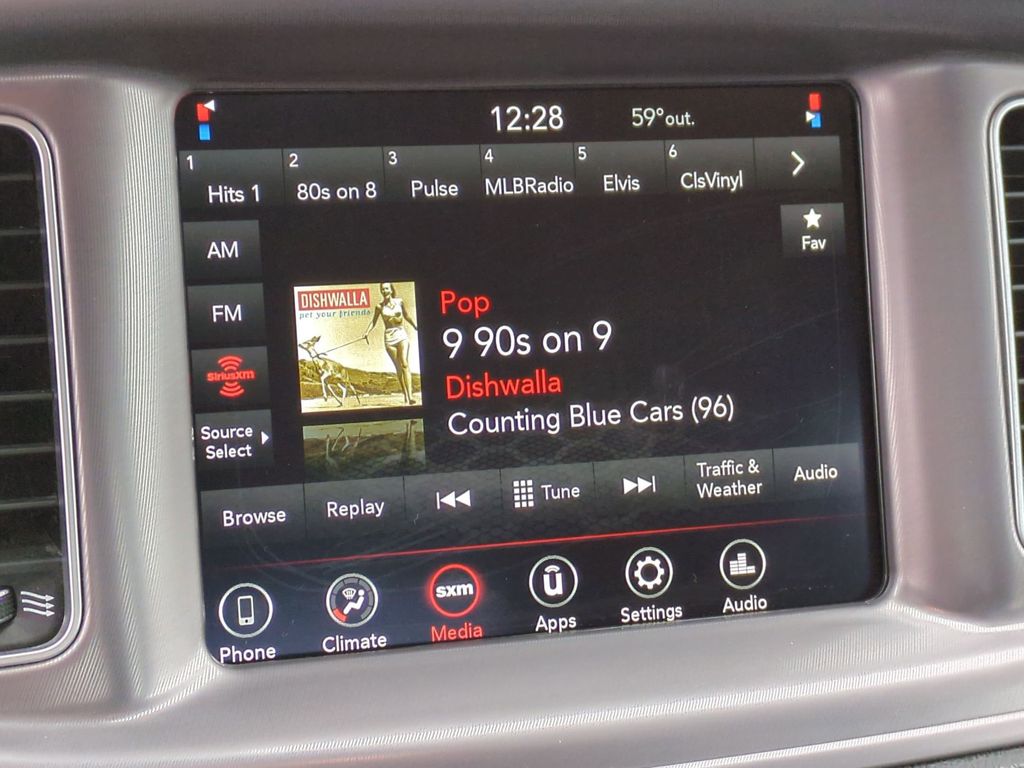 12:28
59° out.
1
Hits 1
2
80s on 8
3
Pulse
4
MLBRadio
5
Elvis
6
ClsVinyl
Fav
AM
FM
SiriusXM
Source
Select
DISHWALLA
pet your friends
Pop
9 90s on 9
Dishwalla
Counting Blue Cars (96)
Browse
Replay
Tune
Traffic &
Weather
Audio
Phone
Climate
sxm
Media
ū
Apps
Settings
Audio